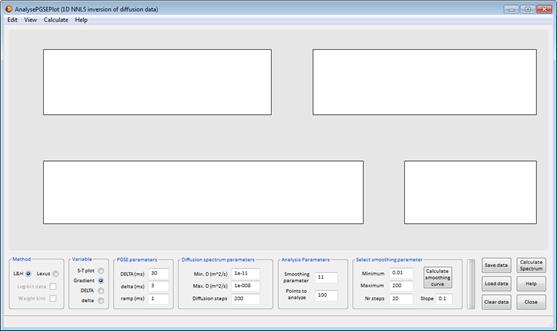 AnalysePGSEPlot (1D NNLS inversion of diffusion data)
Edit View Calculate Help
Method
L&H Lexus
Log bin data
Weight bins
Variable
S-T plot
Gradient
DELTA
delta
PGSE parameters
DELTA (ms) 30
delta (ms) 3
ramp (ms) 1
Diffusion spectrum parameters
Min. D (m^2/s) 1e-11
Max. D (m^2/s) 1e-008
Diffusion steps 200
Analysis Parameters
Smoothing parameter 11
Points to analyze 100
Select smoothing parameter
Minimum 0.01
Maximum 200
Nr steps 20
Calculate smoothing curve
Slope 0.1
Save data
Calculate Spectrum
Load data
Help
Clear data
Close